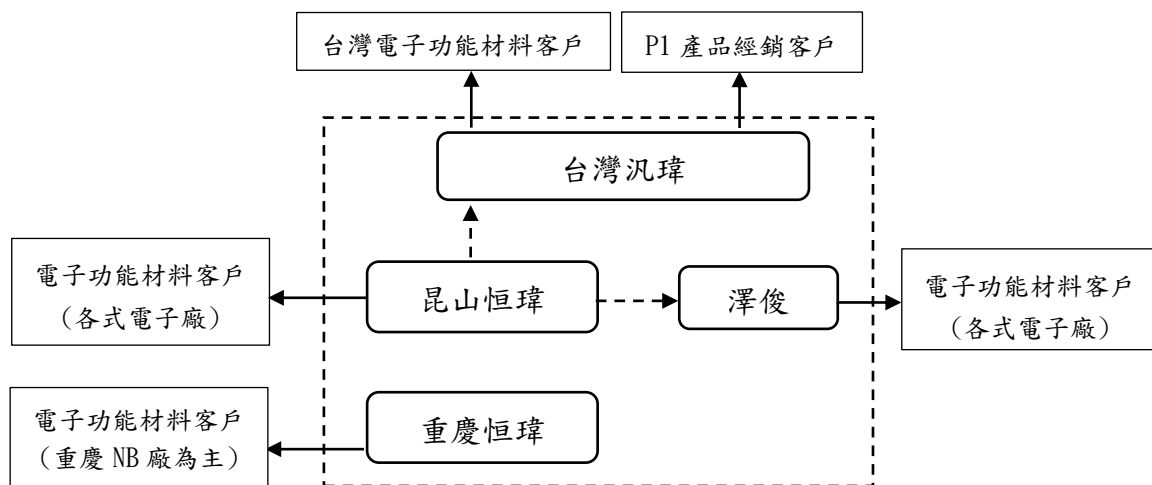 台灣電子功能材料客戶
P1 產品經銷客戶
台灣汎瑋
電子功能材料客戶
（各式電子廠）
昆山恒瑋
澤俊
電子功能材料客戶
（各式電子廠）
電子功能材料客戶
（重慶 NB 廠為主）
重慶恒瑋